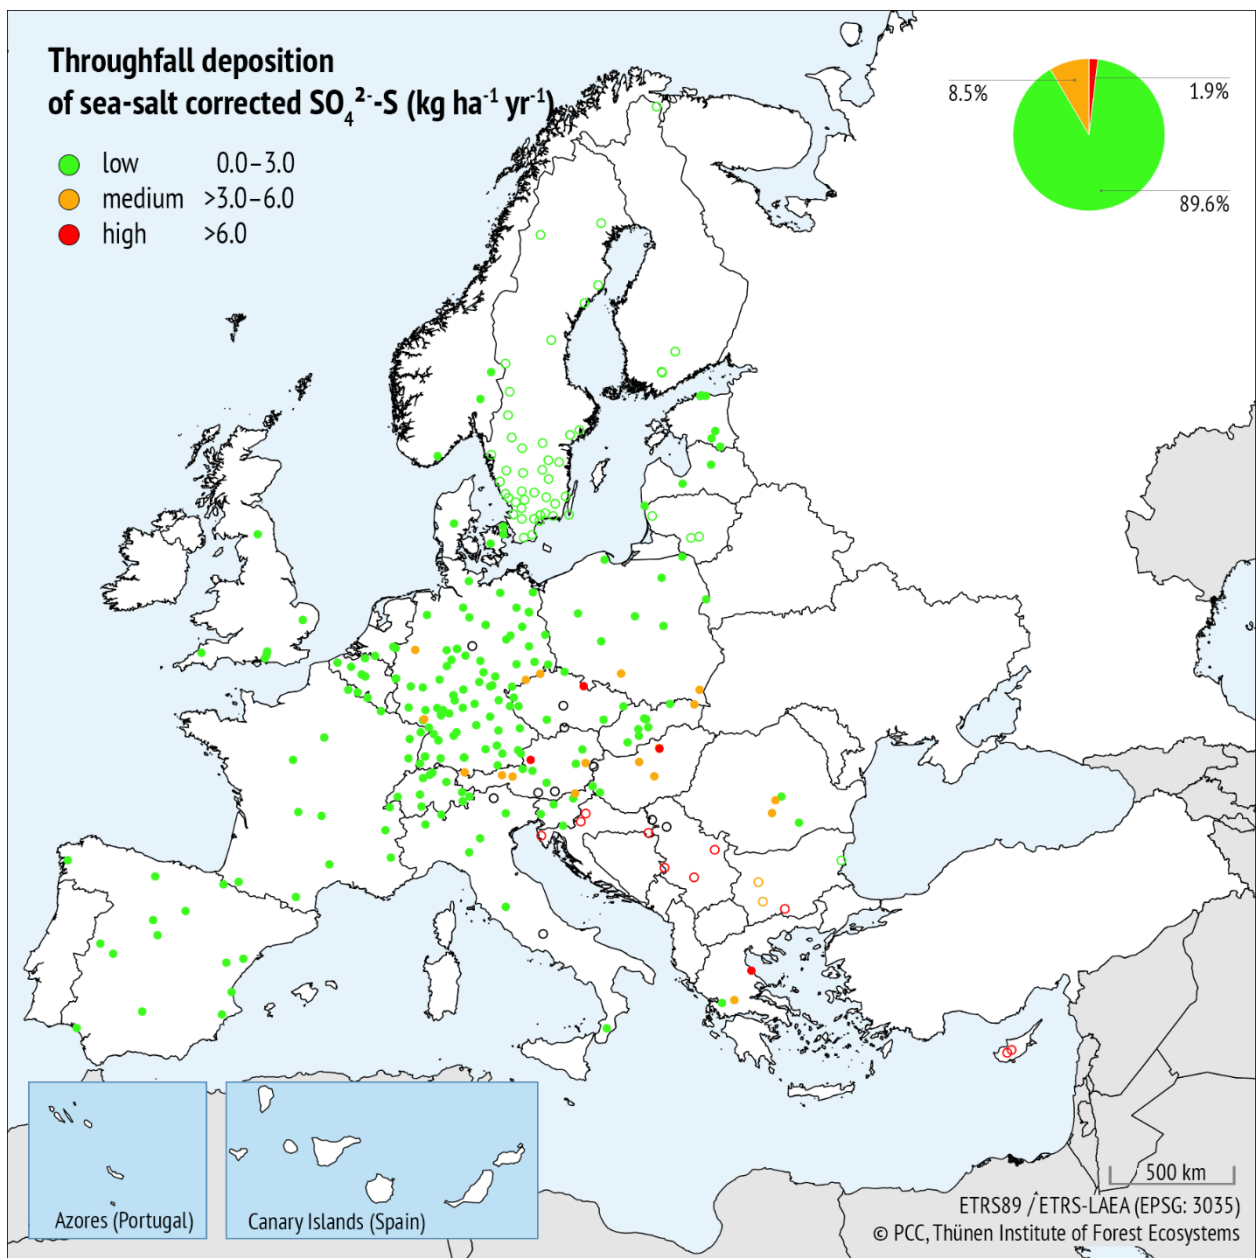 Throughfall deposition
of sea-salt corrected SO₄²⁻-S (kg ha⁻¹ yr⁻¹)
low 0.0–3.0
medium >3.0–6.0
high >6.0
8.5%
1.9%
89.6%
Azores (Portugal)
Canary Islands (Spain)
500 km
ETRS89 / ETRS-LAEA (EPSG: 3035)
© PCC, Thünen Institute of Forest Ecosystems